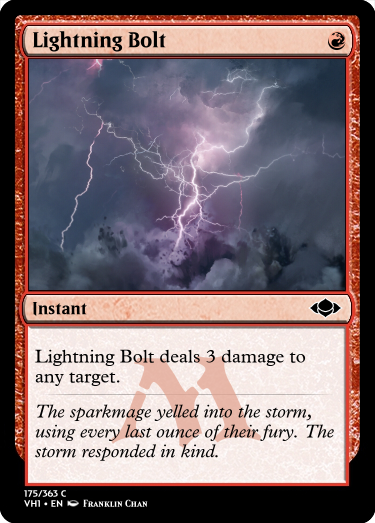 Lightning Bolt
Instant
Lightning Bolt deals 3 damage to
any target.
The sparkmage yelled into the storm,
using every last ounce of their fury. The
storm responded in kind.
175/363 C
VH1 • EN Franklin Chan